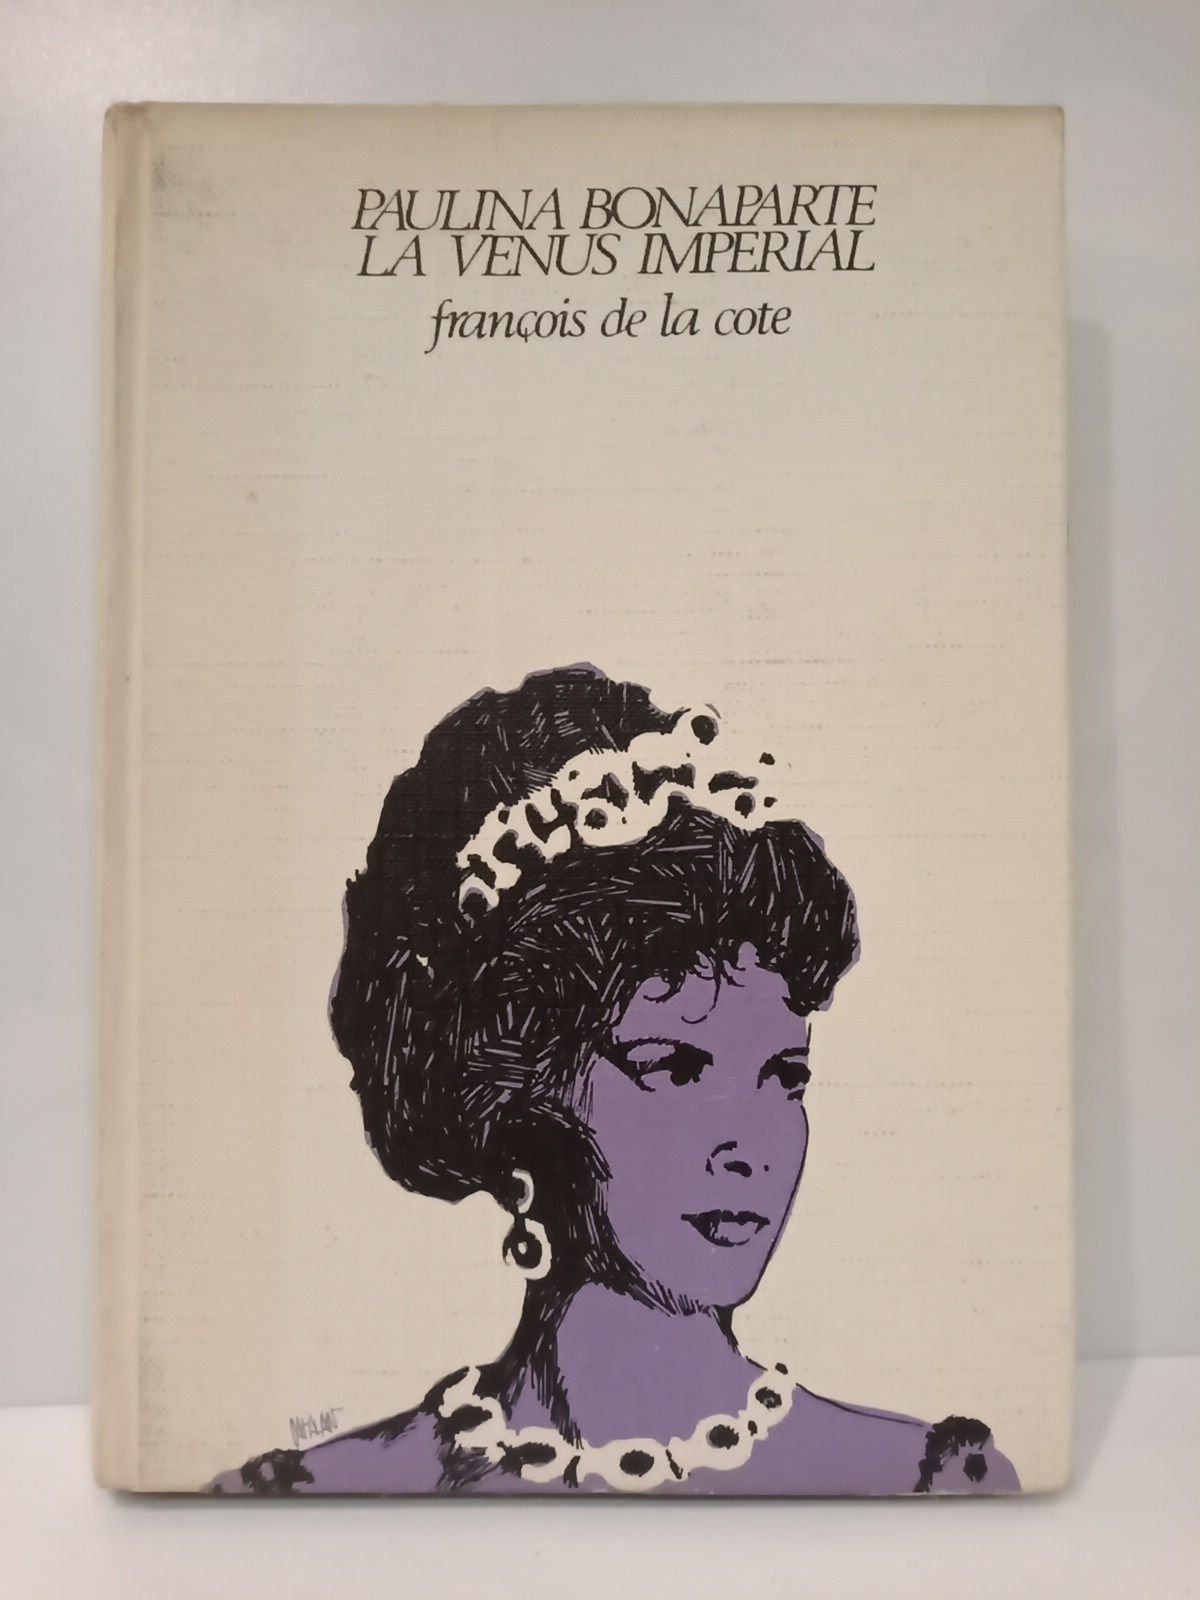 PAULINA BONAPARTE
LA VENUS IMPERIAL
françois de la cote